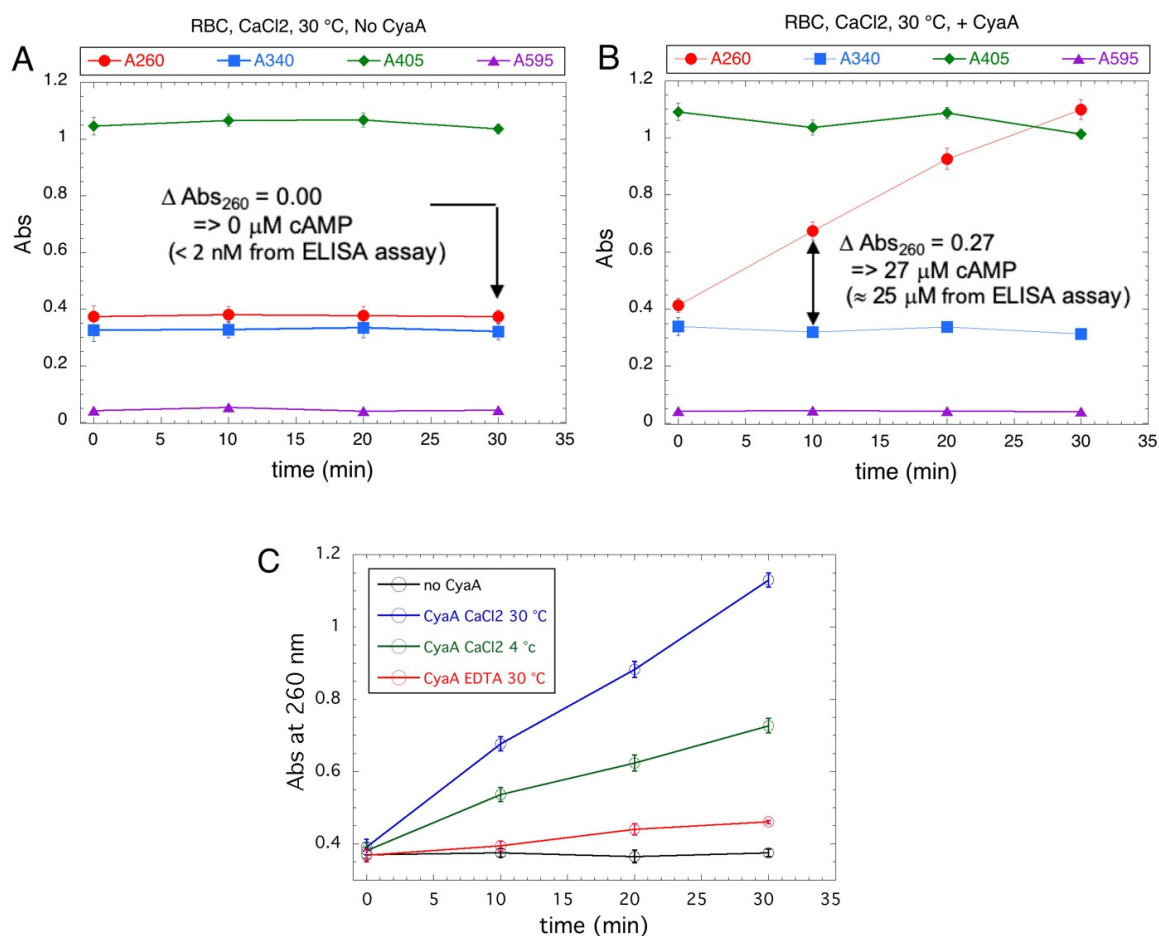 RBC, CaCl2, 30 °C, No CyaA
A
A260 A340 A405 A595
1.2
1
0.8
0.6
0.4
0.2
0
Abs
Δ Abs260 = 0.00
=> 0 μM cAMP
(< 2 nM from ELISA assay)
0 5 10 15 20 25 30 35
time (min)
RBC, CaCl2, 30 °C, + CyaA
B
A260 A340 A405 A595
1.2
1
0.8
0.6
0.4
0.2
0
Abs
Δ Abs260 = 0.27
=> 27 μM cAMP
(≈ 25 μM from ELISA assay)
0 5 10 15 20 25 30 35
time (min)
C
1.2
1
0.8
0.6
0.4
Abs at 260 nm
no CyaA
CyaA CaCl2 30 °C
CyaA CaCl2 4 °c
CyaA EDTA 30 °C
0 5 10 15 20 25 30 35
time (min)